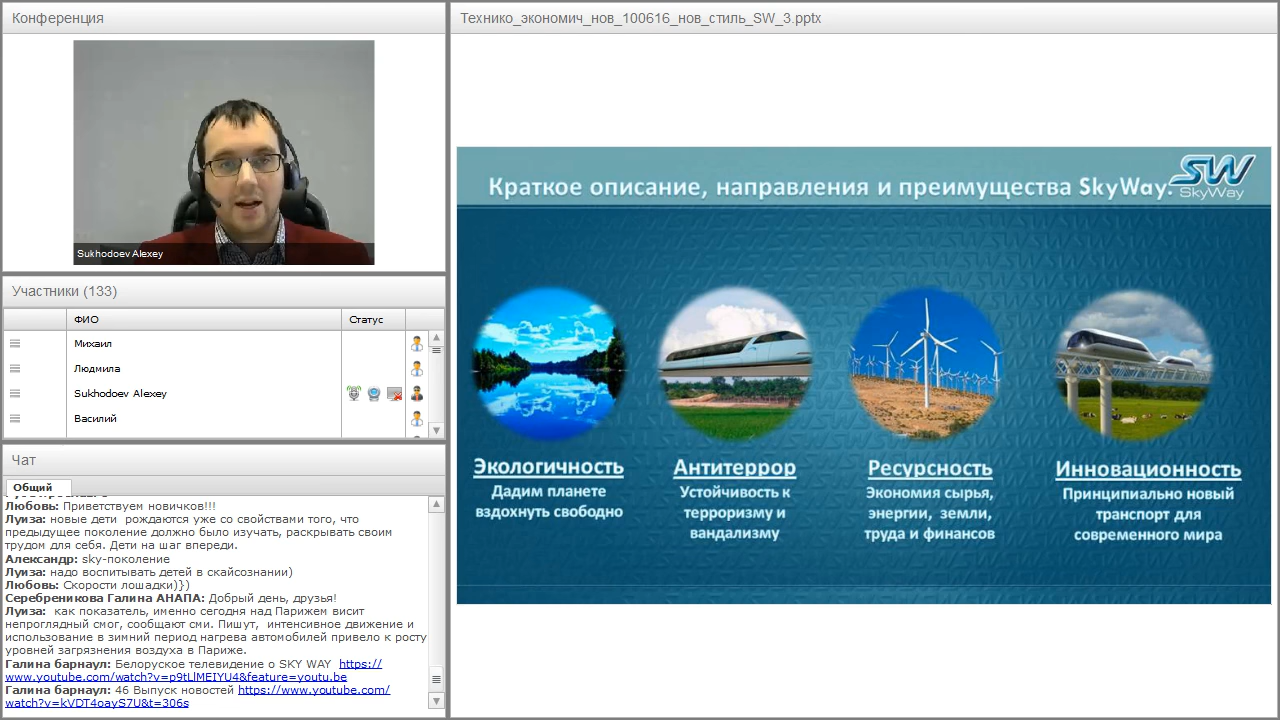 Конференция
Sukhodoev Alexey
Участники (133)
ФИО
Статус
Михаил
Людмила
Sukhodoev Alexey
Василий
Чат
Общий
Любовь: Приветствуем новичков!!!
Луиза: новые дети рождаются уже со свойствами того, что
предыдущее поколение должно было изучать, раскрывать своим
трудом для себя. Дети на шаг впереди.
Александр: sky-поколение
Луиза: надо воспитывать детей в скайсознании)
Любовь: Скорости лошадки)})
Серебреникова Галина АНАПА: Добрый день, друзья!
Луиза: как показатель, именно сегодня над Парижем висит
непроглядный смог, сообщают сми. Пишут, интенсивное движение и
использование в зимний период нагрева автомобилей привело к росту
уровней загрязнения воздуха в Париже.
Галина барнаул: Белоруское телевидение о SKY WAY https://
www.youtube.com/watch?v=p9tLlMEIYU4&feature=youtu.be
Галина барнаул: 46 Выпуск новостей https://www.youtube.com/
watch?v=kVDT4oayS7U&t=306s
Технико_экономич_нов_100616_нов_стиль_SW_3.pptx
Краткое описание, направления и преимущества SkyWay.
SW
SkyWay
Экологичность
Дадим планете
вздохнуть свободно
Антитеррор
Устойчивость к
терроризму и
вандализму
Ресурсность
Экономия сырья,
энергии, земли,
труда и финансов
Инновационность
Принципиально новый
транспорт для
современного мира